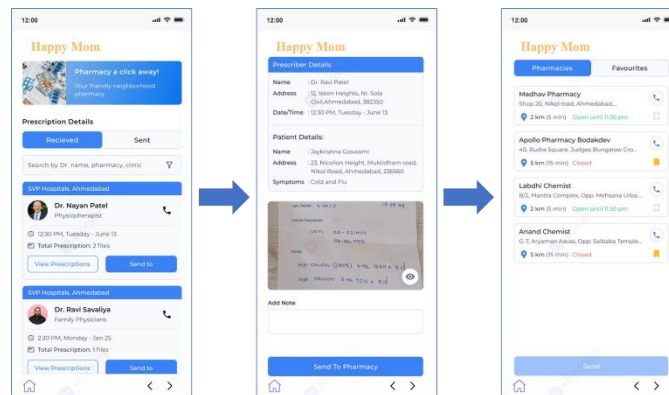 12:00
Happy Mom
Pharmacy a click away!
Your friendly neighborhood
pharmacy
Prescription Details
Recieved
Sent
Search by Dr. name, pharmacy, clinic
SVP Hospitals, Ahmedabad
Dr. Nayan Patel
Physiopherapist
12:30 PM, Tuesday - June 13
Total Prescription: 2 files
View Prescriptions
Send to
SVP Hospitals, Ahmedabad
Dr. Ravi Savaliya
Family Physicians
2:30 PM, Monday - Jan 25
Total Prescription: 1 files
View Prescriptions
Send to
12:00
Happy Mom
Prescriber Details
Name : Dr. Ravi Patel
Address : 12, Iskon Heights, Nr. Sola
Civil,Ahmedabad, 382350
Date/Time : 12:30 PM, Tuesday - June 13
Patient Details:
Name : Jaykrishna Goswami
Address : 23, Nicolion Height, Muktidham road,
Nikol Road, Ahmedabad, 236560
Symptoms : Cold and Flu
Add Note
Send To Pharmacy
12:00
Happy Mom
Pharmacies
Favourites
Madhav Pharmacy
Shop 20, Nikol road, Ahmedabad,...
2 km (5 min) Open until 11:30 pm
Apollo Pharmacy Bodakdev
40, Rudra Square, Judges Bungalow Cro...
5 km (15 min) Closed
Labdhi Chemist
B/2, Mantra Complex, Opp. Mehsana Urba...
2 km (5 min) Open until 11:30 pm
Anand Chemist
G-7, Aryaman Aavas, Opp. Saibaba Temple...
5 km (15 min) Closed
Send